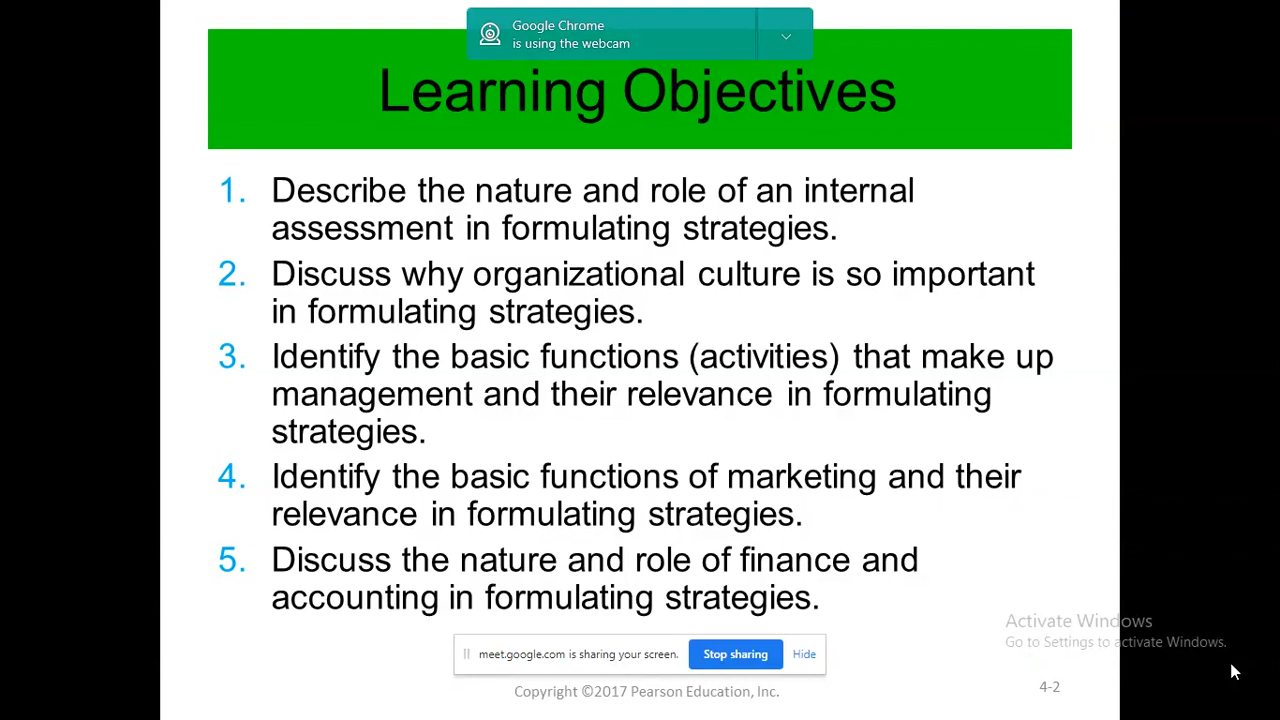 Google Chrome
is using the webcam
Learning Objectives
1. Describe the nature and role of an internal
assessment in formulating strategies.
2. Discuss why organizational culture is so important
in formulating strategies.
3. Identify the basic functions (activities) that make up
management and their relevance in formulating
strategies.
4. Identify the basic functions of marketing and their
relevance in formulating strategies.
5. Discuss the nature and role of finance and
accounting in formulating strategies.
Activate Windows
Go to Settings to activate Windows.
meet.google.com is sharing your screen. Stop sharing Hide
Copyright ©2017 Pearson Education, Inc. 4-2